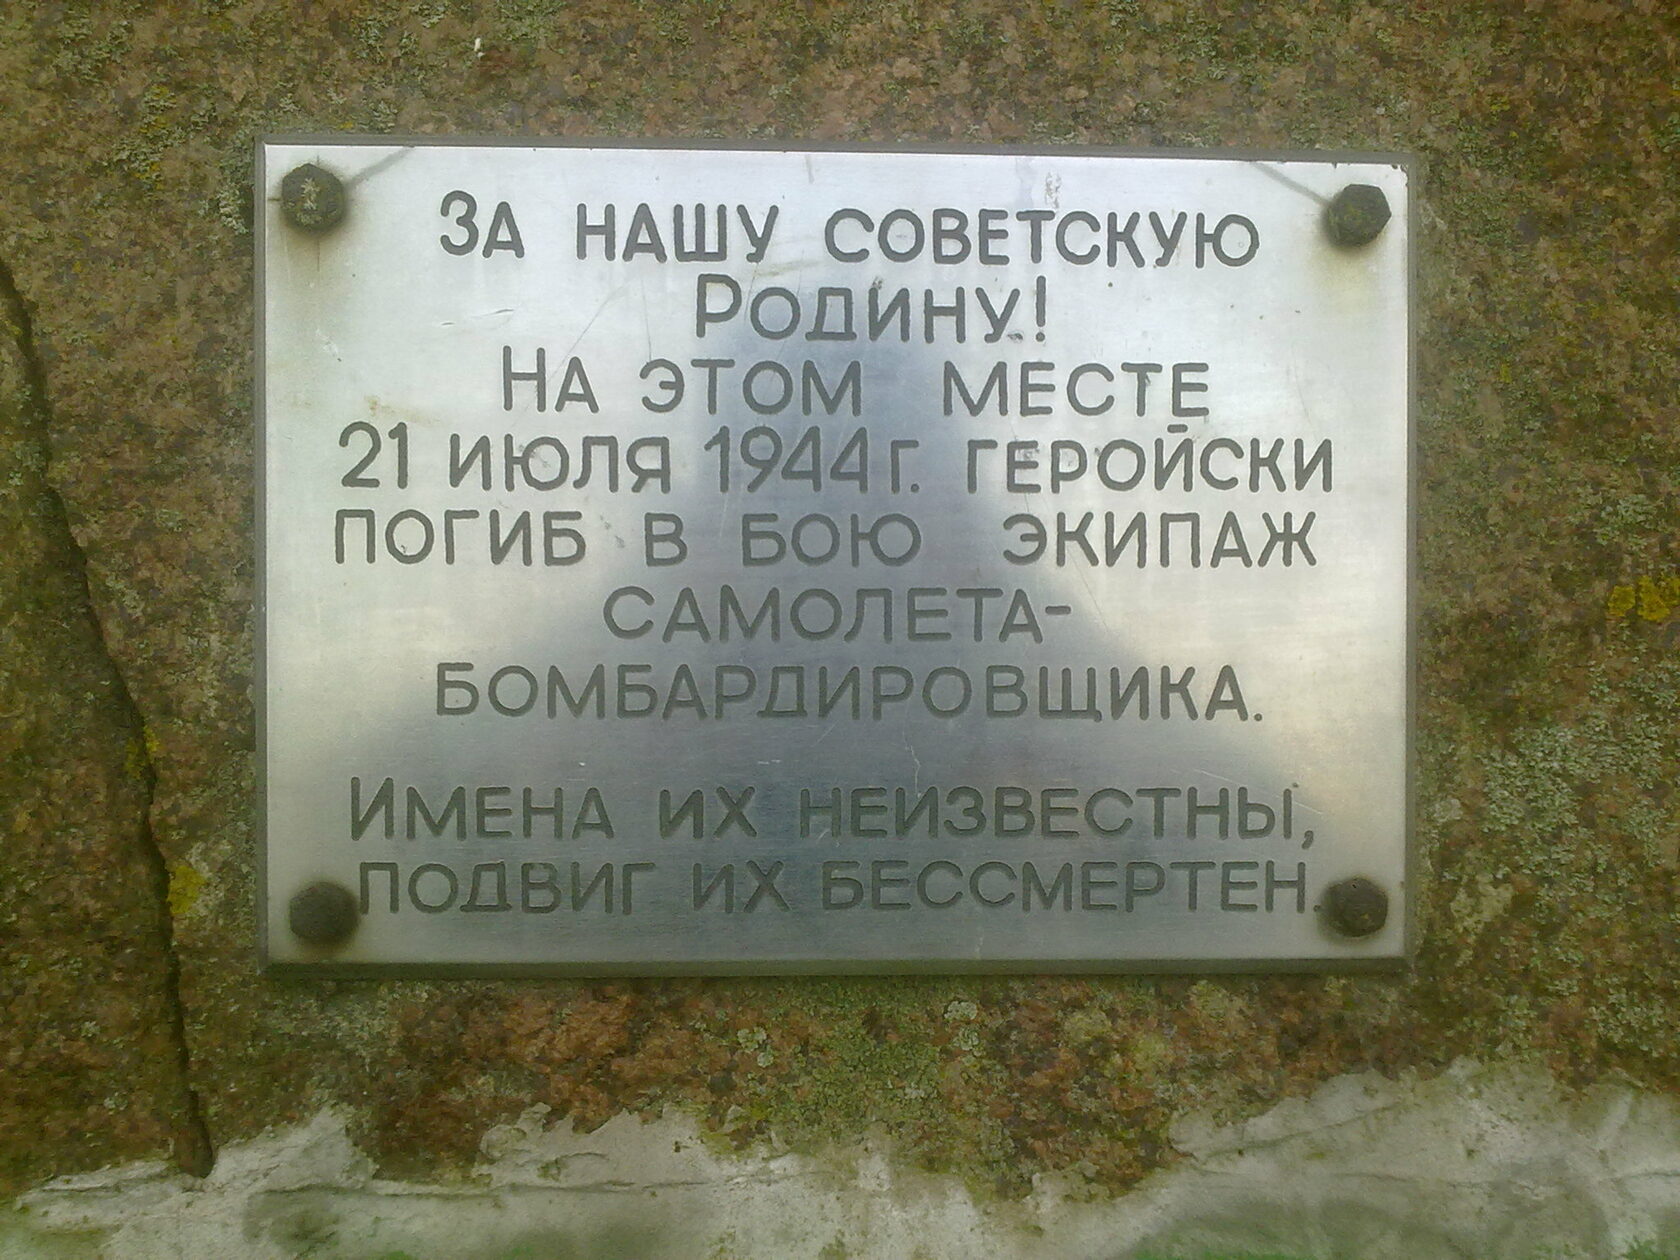 За нашу советскую
Родину!
На этом месте
21 июля 1944 г. геройски
погиб в бою экипаж
самолета-
бомбардировщика.
Имена их неизвестны,
подвиг их бессмертен.